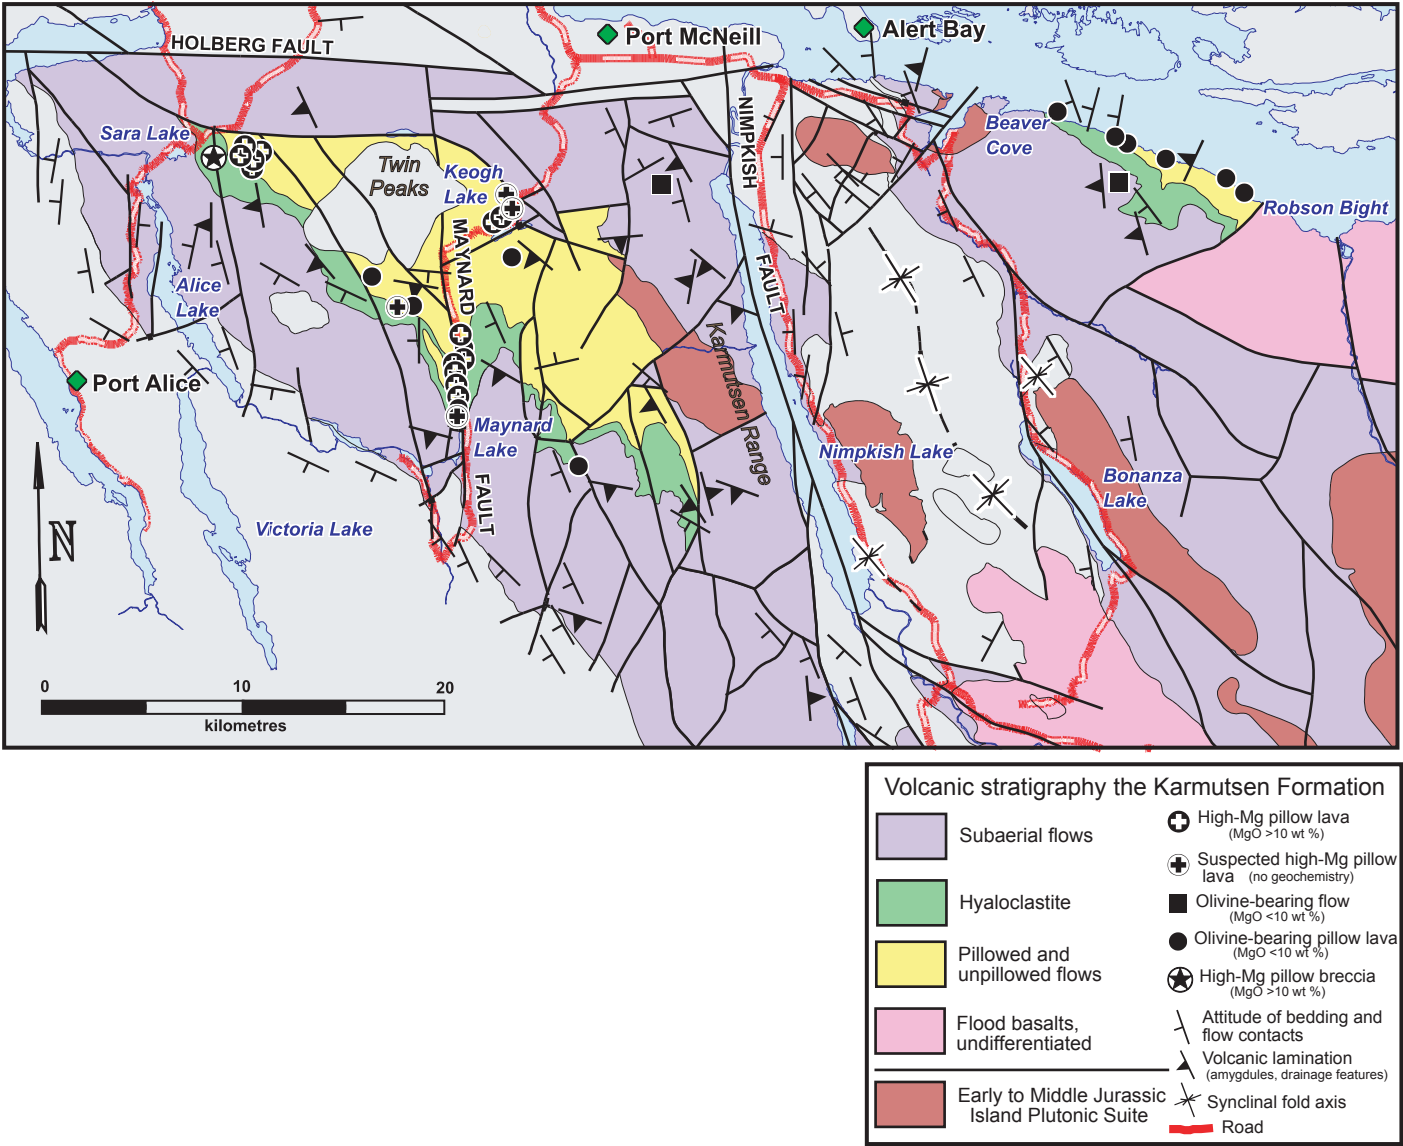 HOLBERG FAULT
Port McNeill
Alert Bay
Sara Lake
Twin
Peaks
Keogh
Lake
NIMPKISH
FAULT
Beaver
Cove
Robson Bight
MAYNARD
FAULT
Alice
Lake
Port Alice
Karmutsen Range
Maynard
Lake
Nimpkish Lake
Bonanza
Lake
Victoria Lake
N
0 10 20
kilometres
Volcanic stratigraphy the Karmutsen Formation
Subaerial flows
Hyaloclastite
Pillowed and
unpillowed flows
Flood basalts,
undifferentiated
Early to Middle Jurassic
Island Plutonic Suite
High-Mg pillow lava
(MgO >10 wt %)
Suspected high-Mg pillow
lava (no geochemistry)
Olivine-bearing flow
(MgO <10 wt %)
Olivine-bearing pillow lava
(MgO <10 wt %)
High-Mg pillow breccia
(MgO >10 wt %)
Attitude of bedding and
flow contacts
Volcanic lamination
(amygdules, drainage features)
Synclinal fold axis
Road